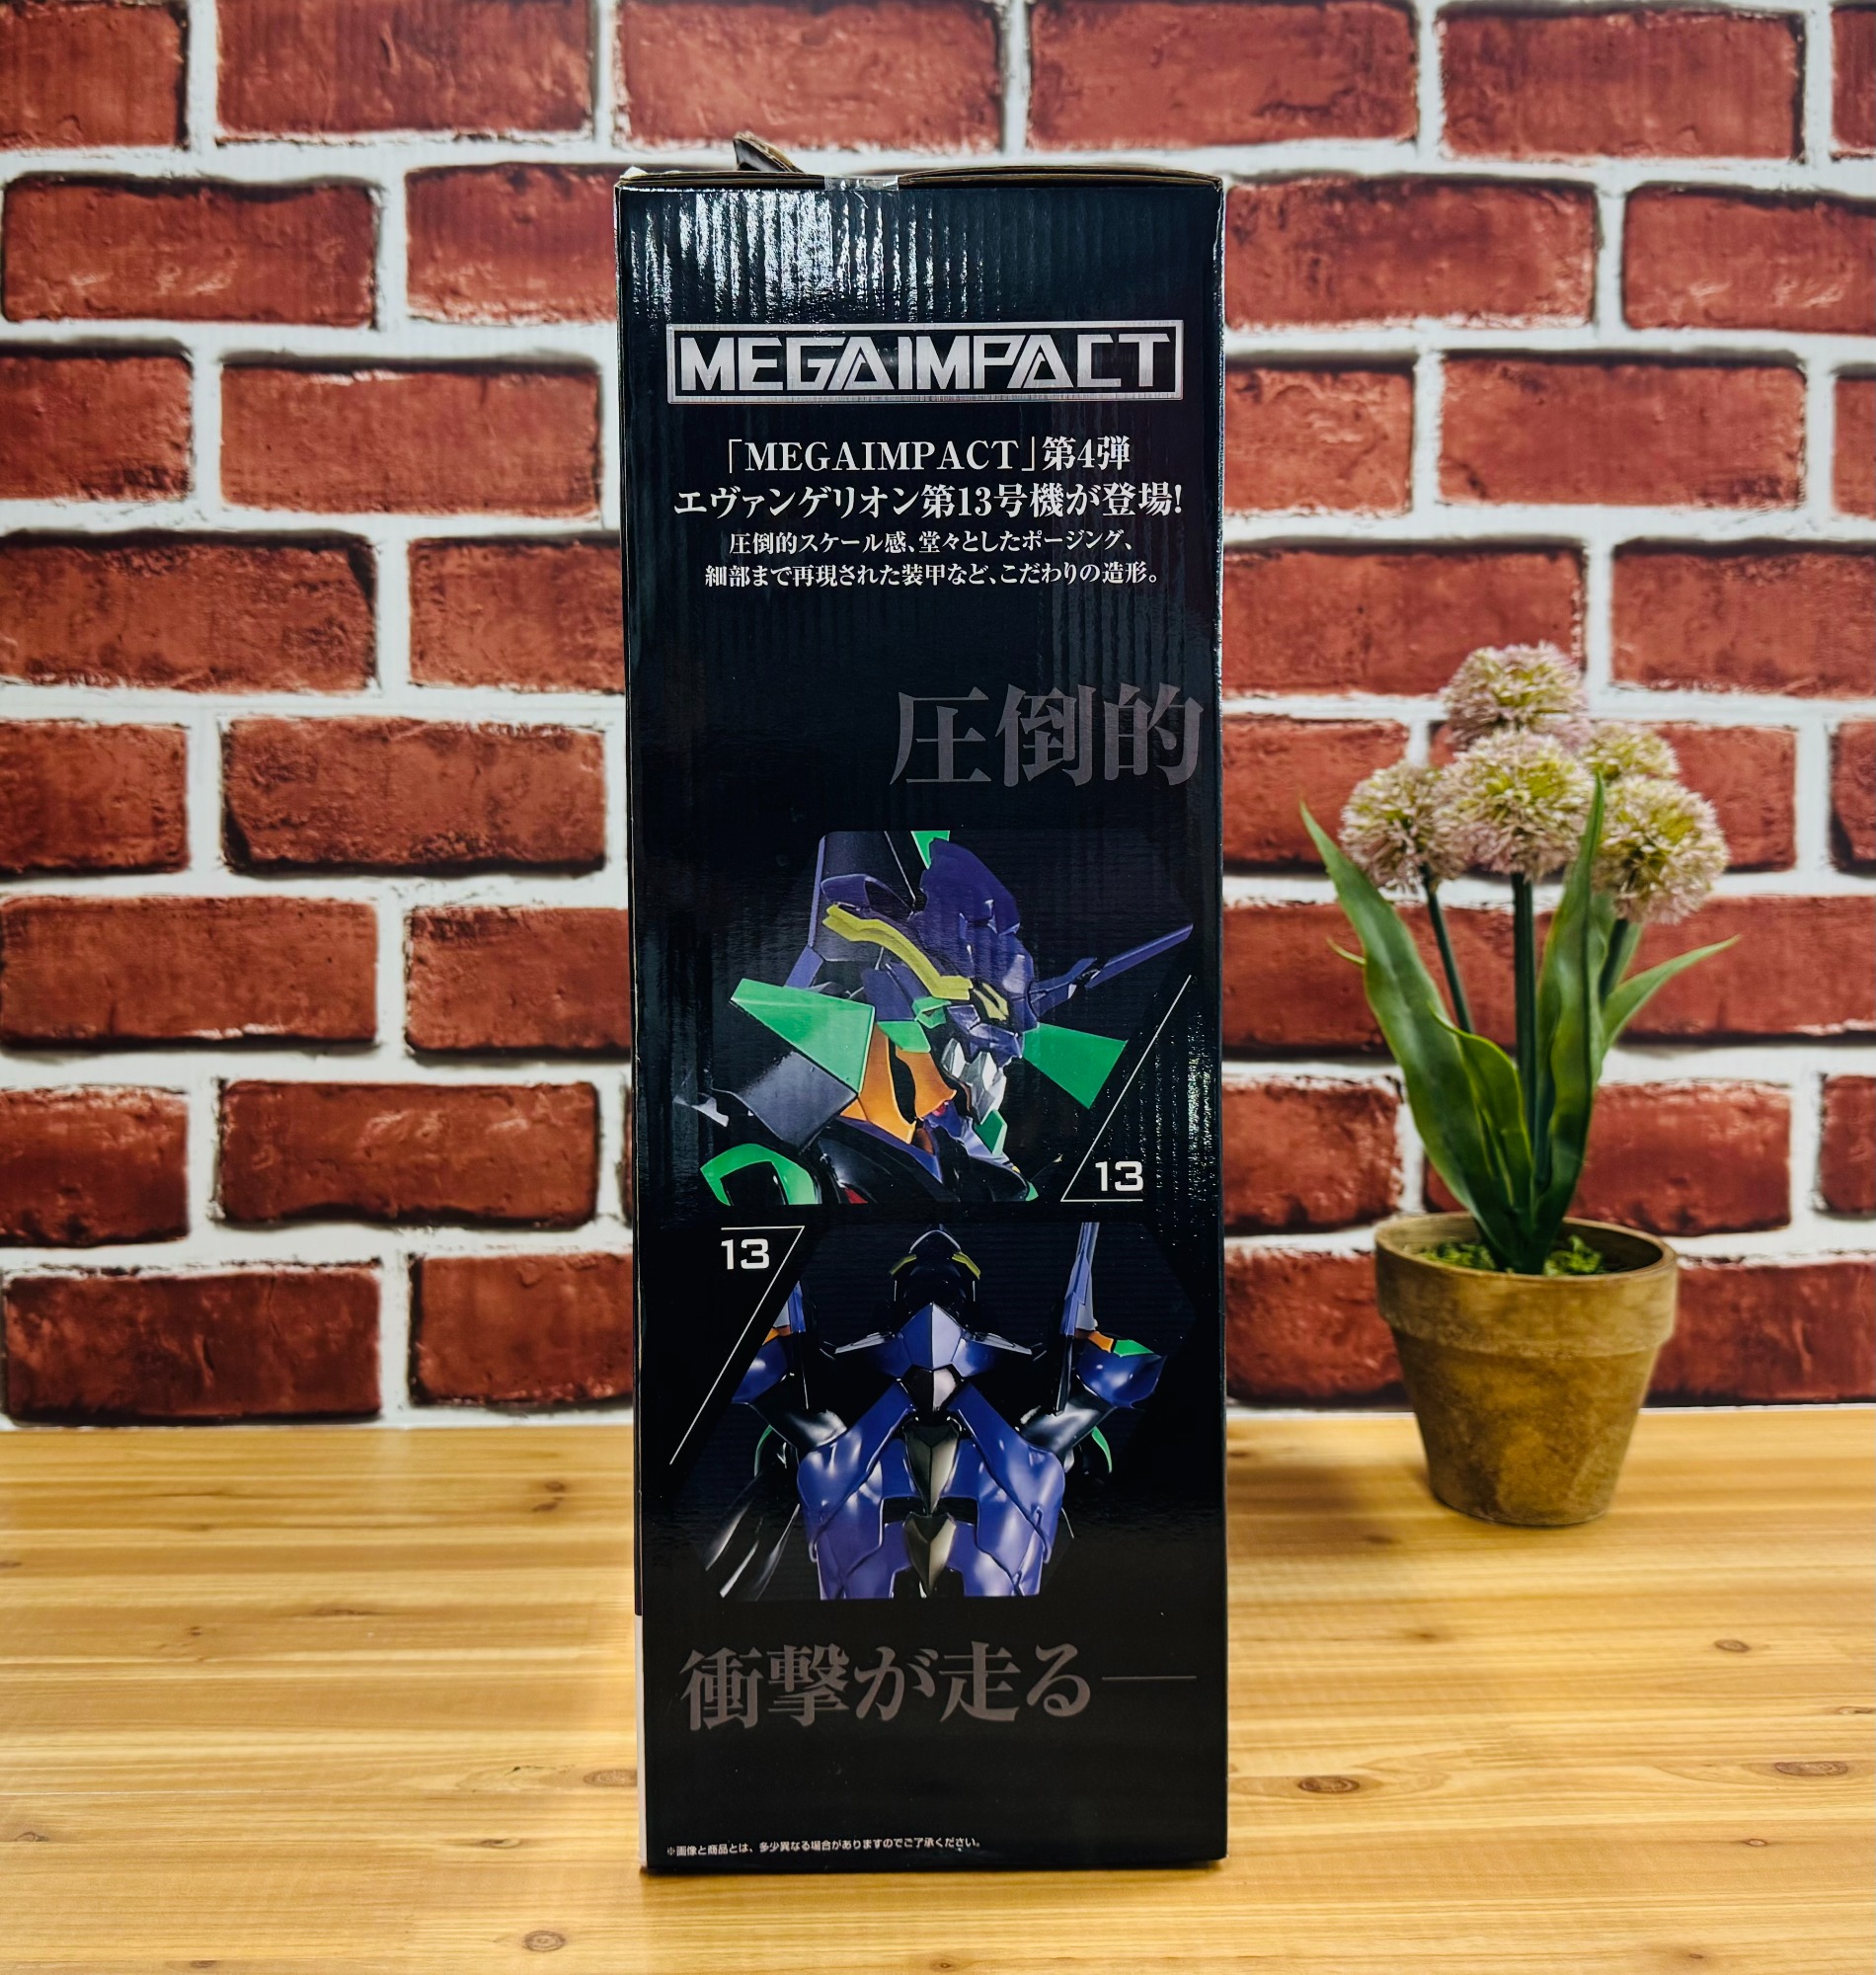 MEGAIMPACT
「MEGAIMPACT」第4弾
エヴァンゲリオン第13号機が登場!
圧倒的スケール感、堂々としたポージング、
細部まで再現された装甲など、こだわりの造形。
圧倒的
13
13
衝撃が走る―
※画像と商品とは、多少異なる場合がありますのでご了承ください。